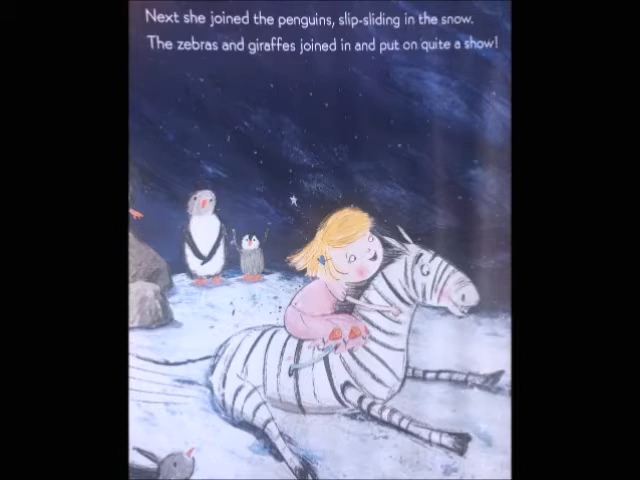 Next she joined the penguins, slip-sliding in the snow.
The zebras and giraffes joined in and put on quite a show!